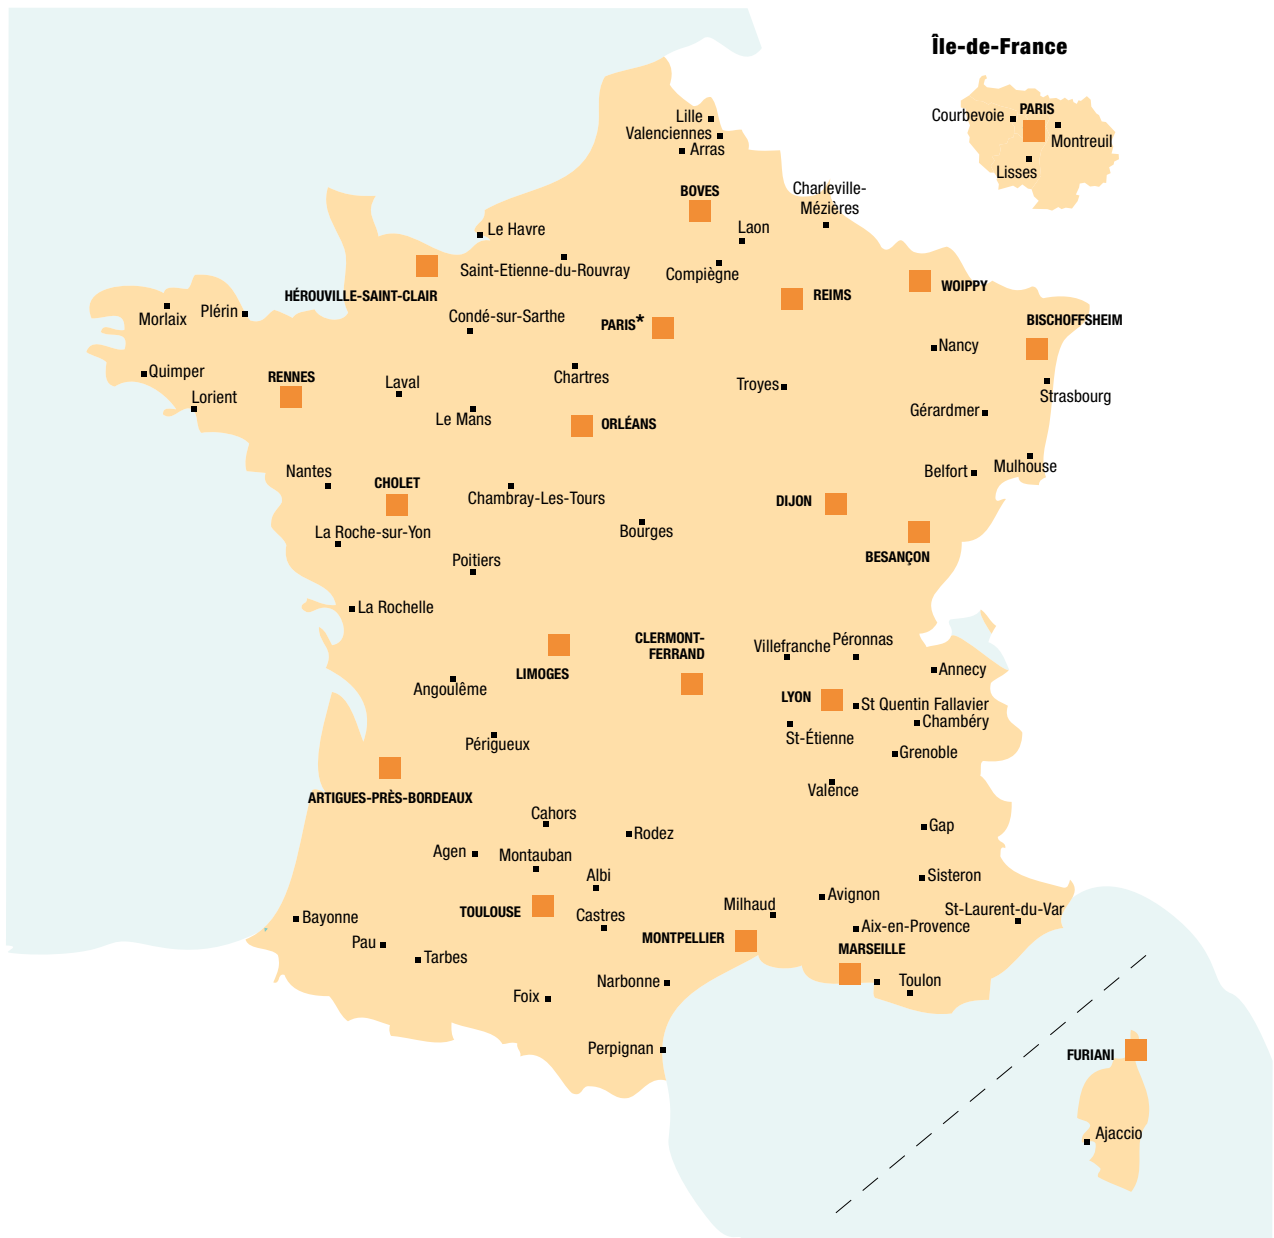 Île-de-France
PARIS
Courbevoie
Montreuil
Lisses
Lille
Valenciennes
Arras
BOVES
Charleville-
Mézières
Laon
Le Havre
Saint-Etienne-du-Rouvray
Compiègne
HÉROUVILLE-SAINT-CLAIR
REIMS
WOIPPY
Morlaix
Plérin
Condé-sur-Sarthe
PARIS*
BISCHOFFSHEIM
Nancy
Quimper
RENNES
Laval
Chartres
Troyes
Strasbourg
Lorient
Le Mans
ORLÉANS
Gérardmer
Nantes
CHOLET
Chambray-Les-Tours
Belfort
Mulhouse
DIJON
La Roche-sur-Yon
Bourges
BESANÇON
Poitiers
La Rochelle
CLERMONT-
FERRAND
Villefranche
Péronnas
LIMOGES
Annecy
Angoulême
LYON
St Quentin Fallavier
Chambéry
Périgueux
St-Étienne
Grenoble
ARTIGUES-PRÈS-BORDEAUX
Valence
Cahors
Rodez
Gap
Agen
Montauban
Albi
Sisteron
TOULOUSE
Castres
Milhaud
Avignon
St-Laurent-du-Var
Bayonne
Aix-en-Provence
Pau
MONTPELLIER
MARSEILLE
Tarbes
Narbonne
Toulon
Foix
Perpignan
FURIANI
Ajaccio